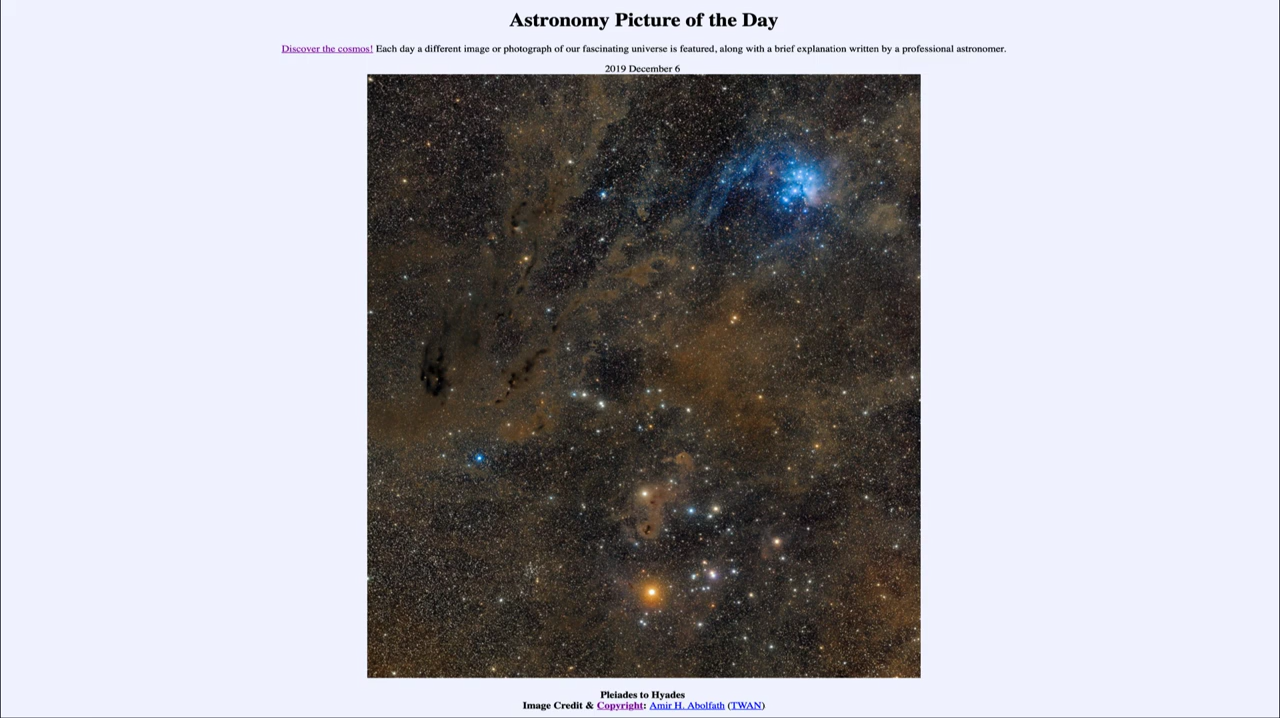 Astronomy Picture of the Day
Discover the cosmos! Each day a different image or photograph of our fascinating universe is featured, along with a brief explanation written by a professional astronomer.
2019 December 6
Pleiades to Hyades
Image Credit & Copyright: Amir H. Abolfath (TWAN)